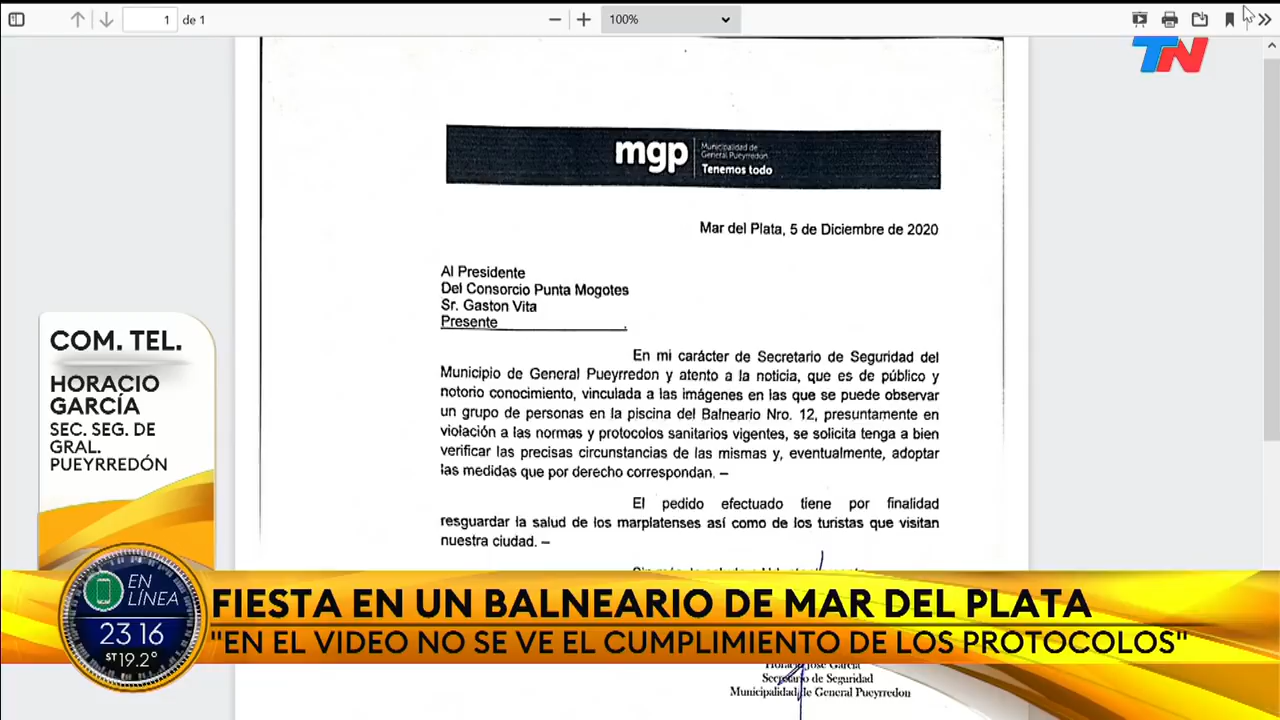 1 de 1
100%
TN
mgp
Municipalidad de
General Pueyrredon
Tenemos todo
Mar del Plata, 5 de Diciembre de 2020
Al Presidente
Del Consorcio Punta Mogotes
Sr. Gaston Vita
Presente .
En mi carácter de Secretario de Seguridad del
Municipio de General Pueyrredon y atento a la noticia, que es de público y
notorio conocimiento, vinculada a las imágenes en las que se puede observar
un grupo de personas en la piscina del Balneario Nro. 12, presuntamente en
violación a las normas y protocolos sanitarios vigentes, se solicita tenga a bien
verificar las precisas circunstancias de las mismas y, eventualmente, adoptar
las medidas que por derecho correspondan. –
El pedido efectuado tiene por finalidad
resguardar la salud de los marplatenses así como de los turistas que visitan
nuestra ciudad. –
COM. TEL.
HORACIO
GARCÍA
SEC. SEG. DE
GRAL.
PUEYRREDÓN
EN
LÍNEA
23 16
ST 19.2°
FIESTA EN UN BALNEARIO DE MAR DEL PLATA
"EN EL VIDEO NO SE VE EL CUMPLIMIENTO DE LOS PROTOCOLOS"
Horacio José García
Secretario de Seguridad
Municipalidad de General Pueyrredon